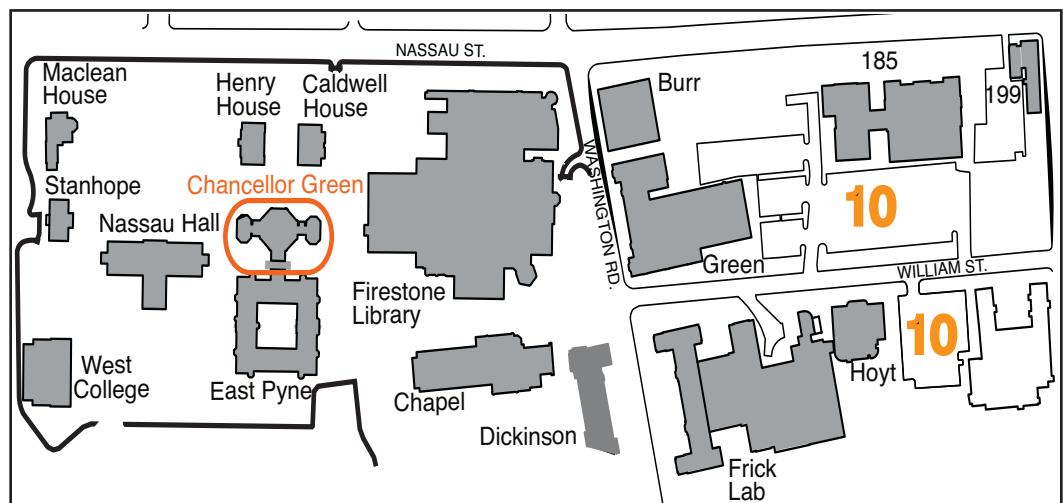 NASSAU ST.
Maclean
House
Henry
House
Caldwell
House
Burr
185
199
WASHINGTON RD.
Stanhope
Chancellor Green
Nassau Hall
10
Green
WILLIAM ST.
Firestone
Library
10
West
College
East Pyne
Chapel
Hoyt
Dickinson
Frick
Lab